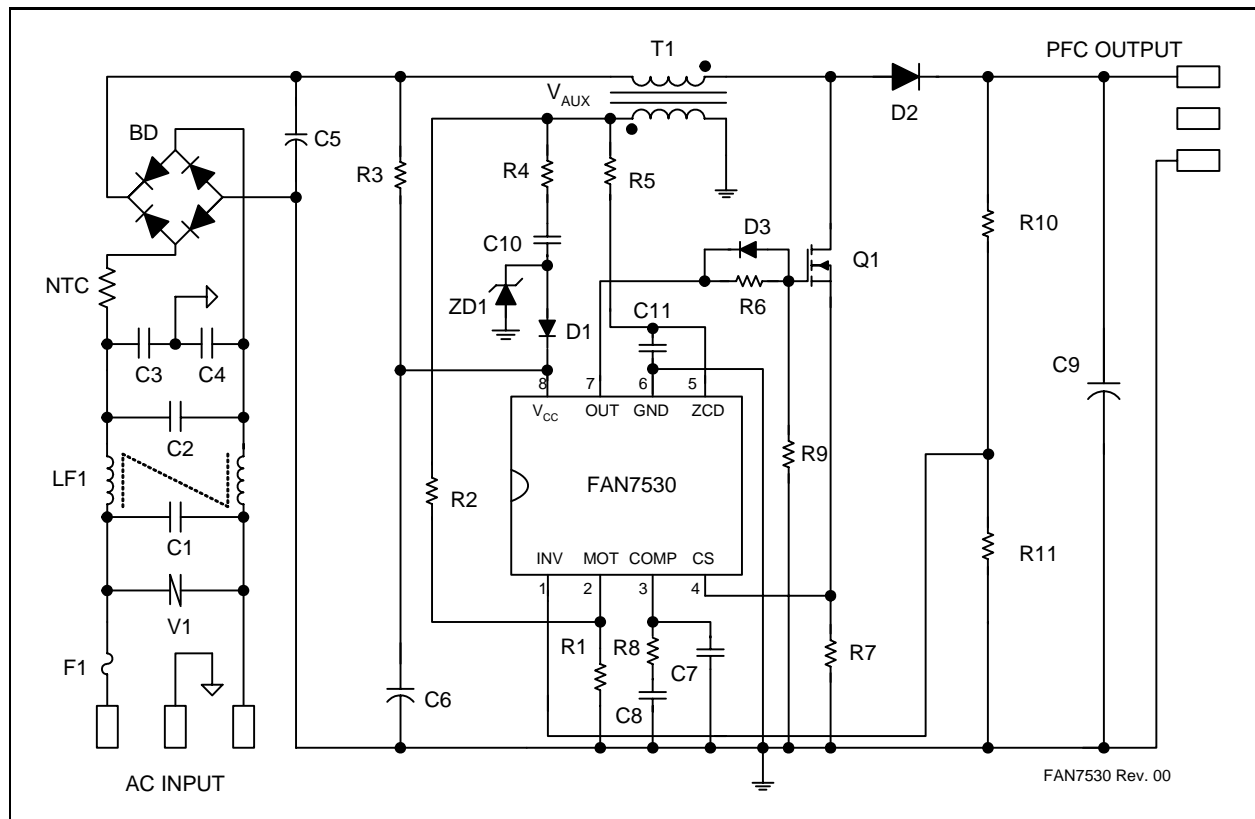 T1
PFC OUTPUT
VAUX
D2
BD
C5
R3
R4
R5
R10
D3
C10
Q1
NTC
R6
ZD1
C11
D1
C3
C4
C9
8
7
6
5
VCC
OUT
GND
ZCD
C2
R9
LF1
R2
FAN7530
C1
R11
INV
MOT
COMP
CS
1
2
3
4
V1
R1
R8
R7
F1
C7
C6
C8
AC INPUT
FAN7530 Rev. 00